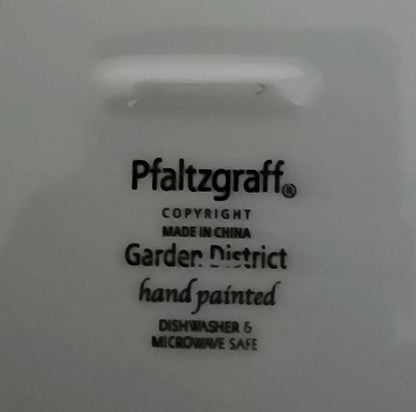 Pfaltzgraff®
COPYRIGHT
MADE IN CHINA
Garden District
hand painted
DISHWASHER &
MICROWAVE SAFE